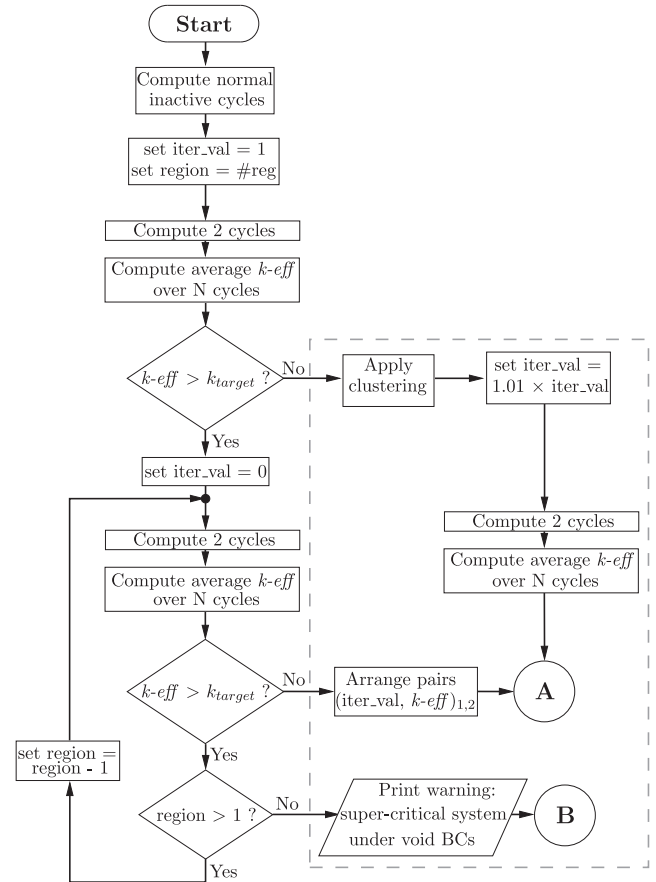 Start
Compute normal
inactive cycles
set iter_val = 1
set region = #reg
Compute 2 cycles
Compute average k-eff
over N cycles
k-eff > k_target ?
No
Apply
clustering
set iter_val =
1.01 × iter_val
Yes
set iter_val = 0
Compute 2 cycles
Compute 2 cycles
Compute average k-eff
over N cycles
Compute average k-eff
over N cycles
k-eff > k_target ?
No
Arrange pairs
(iter_val, k-eff)_1,2
A
Yes
set region =
region - 1
region > 1 ?
No
Print warning:
super-critical system
under void BCs
B
Yes